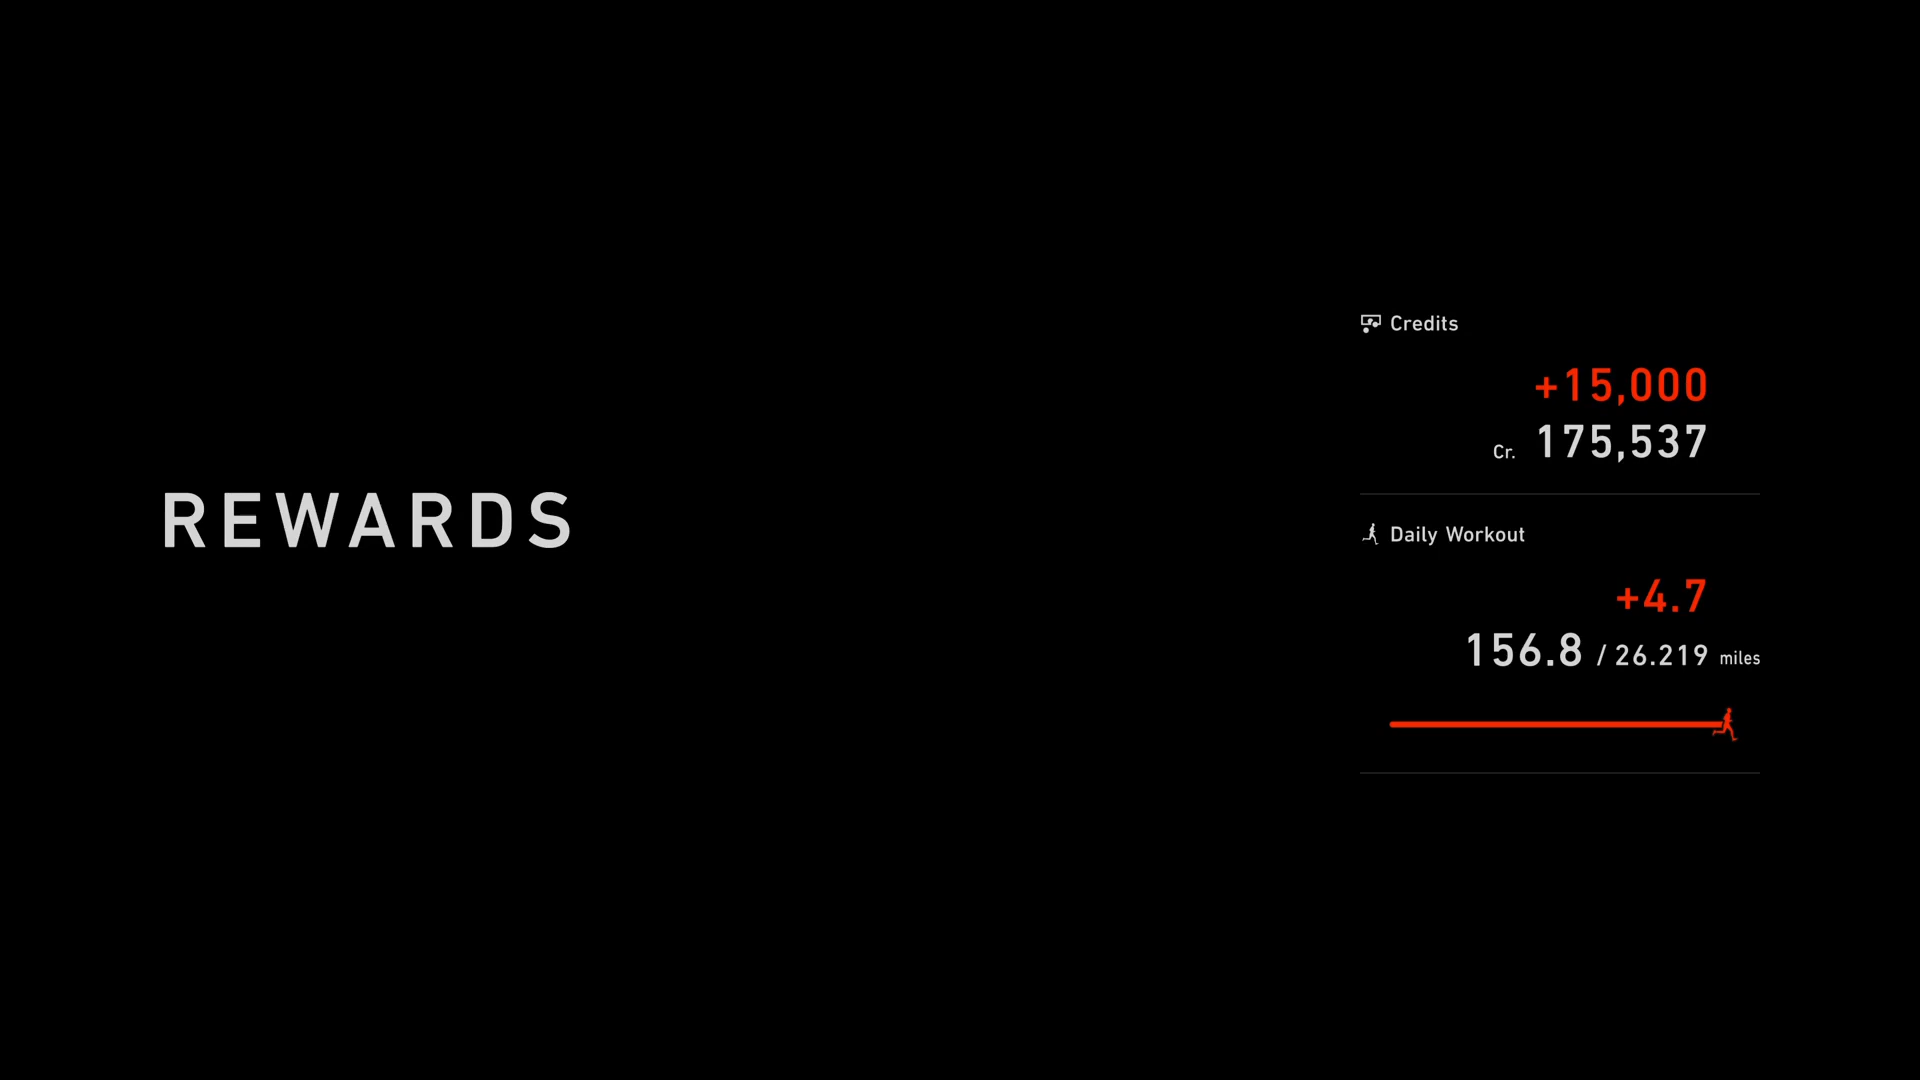 REWARDS
Credits
+15,000
Cr. 175,537
Daily Workout
+4.7
156.8 / 26.219 miles